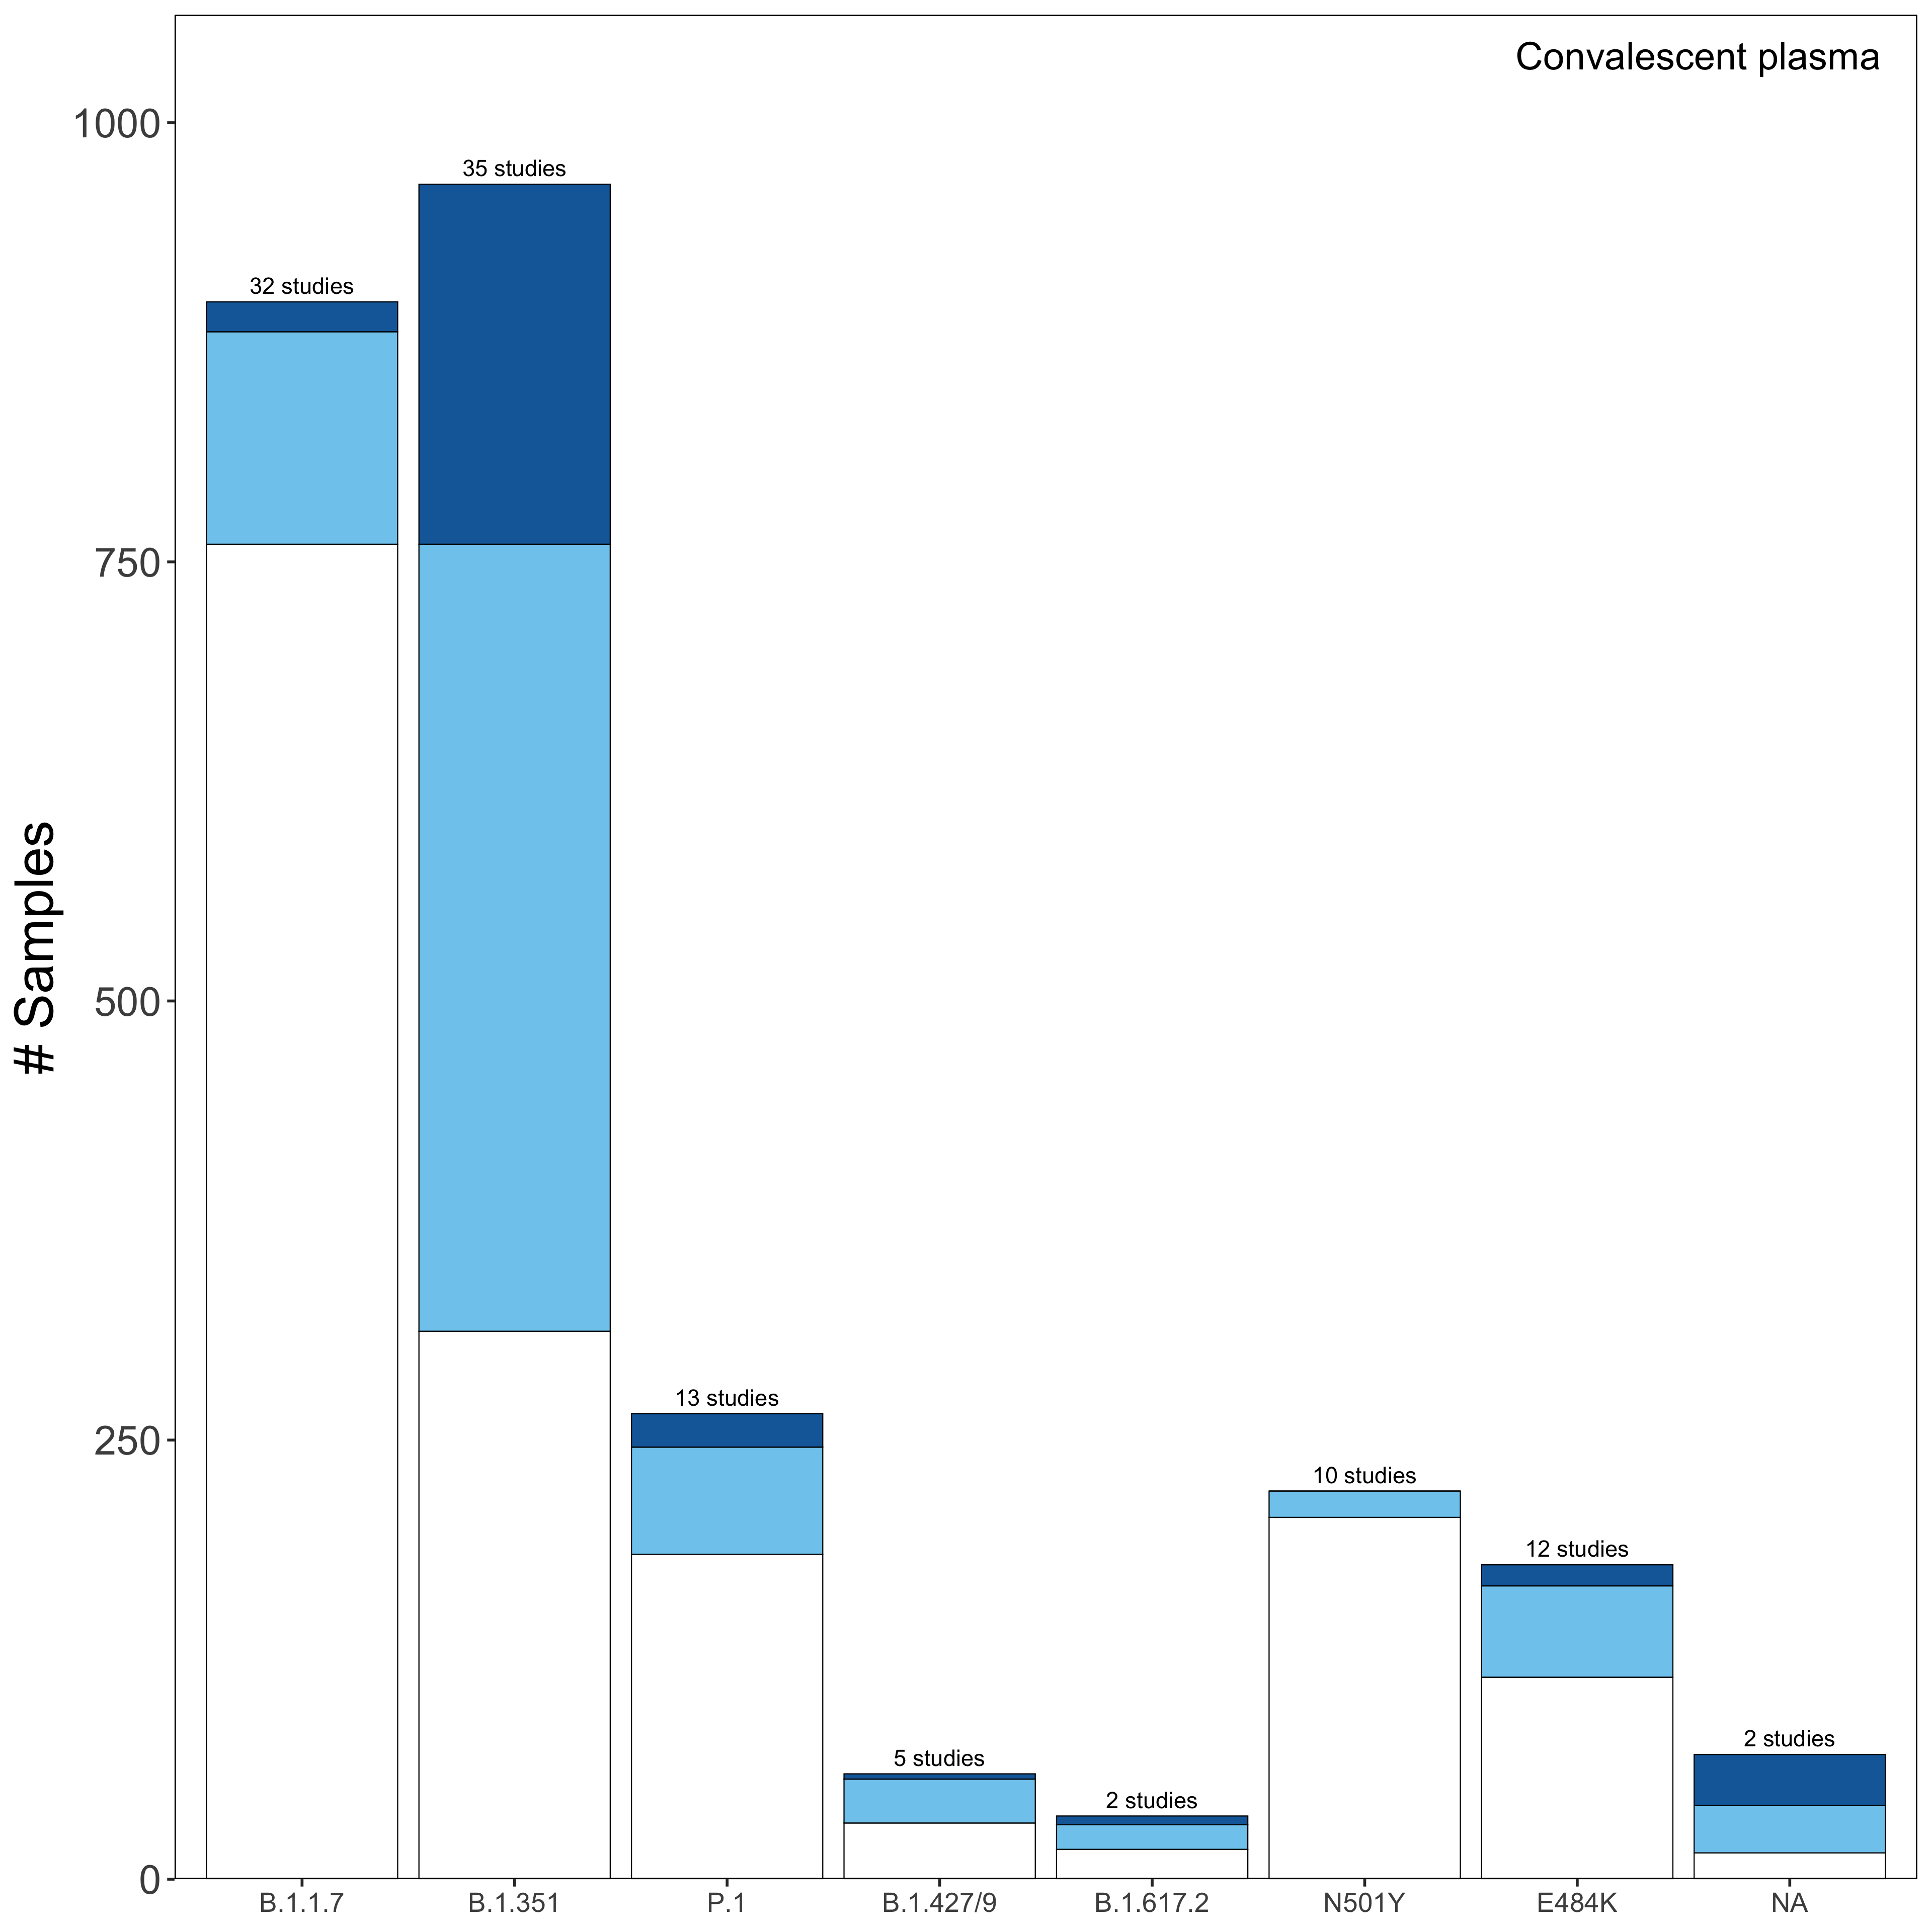 Convalescent plasma
# Samples
1000
750
500
250
0
32 studies
35 studies
13 studies
5 studies
2 studies
10 studies
12 studies
2 studies
B.1.1.7
B.1.351
P.1
B.1.427/9
B.1.617.2
N501Y
E484K
NA